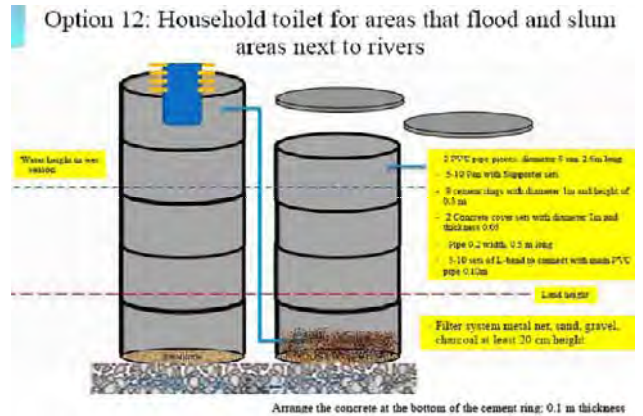 Option 12: Household toilet for areas that flood and slum
areas next to rivers
Water height in wet
season
2 PVC pipe pieces, diameter 9 cm, 2.6m long
- 5-10 Pan with Supporter sets
- 9 cement rings with diameter 1m and height of
0.5 m
- 2 Concrete cover sets with diameter 1m and
thickness 0.05
Pipe 0.2 width, 0.5 m long
- 5-10 sets of L-bend to connect with main PVC
pipe 0.10m
Land height
- Filter system metal net, sand, gravel,
charcoal at least 20 cm height
Arrange the concrete at the bottom of the cement ring: 0.1 m thickness